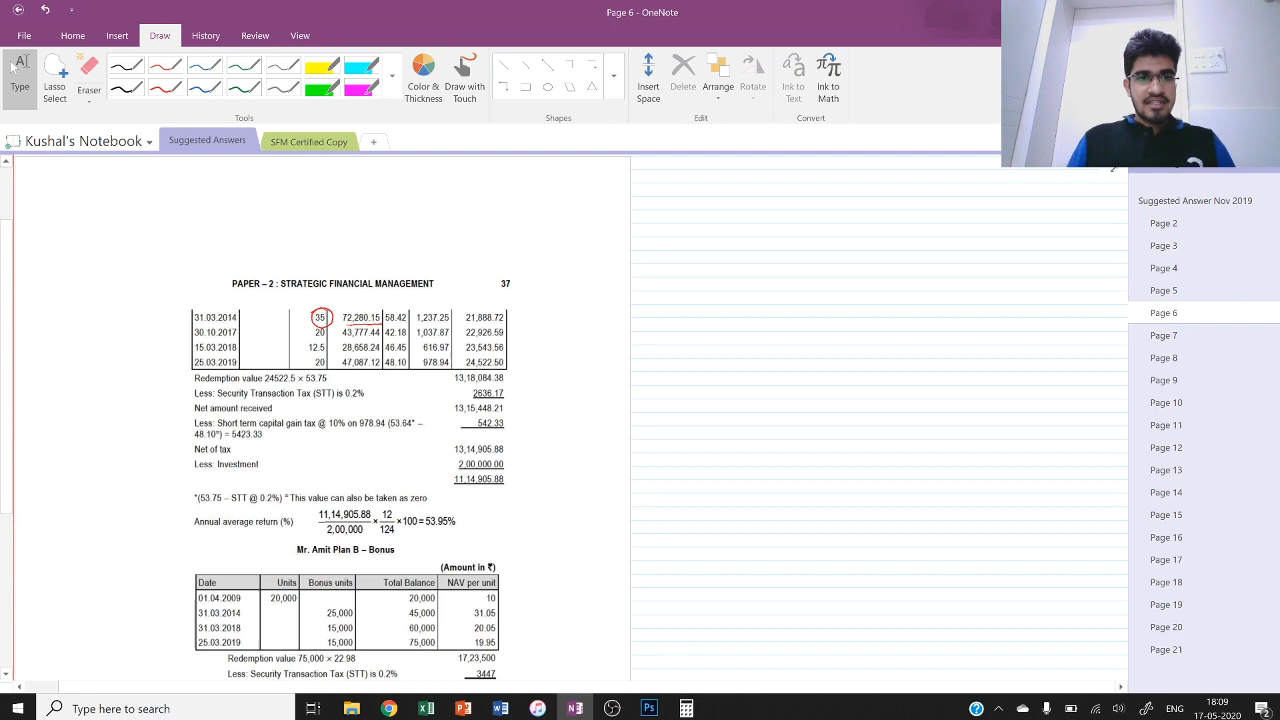 Page 6
File Home Insert Draw History Review View
Type
Lasso Select
Eraser
Color & Thickness
Draw with Touch
Insert Space
Delete
Arrange
Rotate
Ink to Text
Ink to Math
Tools
Shapes
Edit
Convert
Kushal's Notebook
Suggested Answers
SFM Certified Copy
PAPER – 2 : STRATEGIC FINANCIAL MANAGEMENT 37
31.03.2014 35 72,280.15 58.42 1,237.25 21,888.72
30.10.2017 20 43,777.44 42.18 1,037.87 22,926.59
15.03.2018 12.5 28,658.24 46.45 616.97 23,543.56
25.03.2019 20 47,087.12 48.10 978.94 24,522.50
Redemption value 24522.5 × 53.75 13,18,084.38
Less: Security Transaction Tax (STT) is 0.2% 2636.17
Net amount received 13,15,448.21
Less: Short term capital gain tax @ 10% on 978.94 (53.64* – 542.33
48.10") = 5423.33
Net of tax 13,14,905.88
Less: Investment 2,00,000.00
11,14,905.88
*(53.75 – STT @ 0.2%) "This value can also be taken as zero
Annual average return (%) 11,14,905.88 / 2,00,000 × 12 / 124 × 100 = 53.95%
Mr. Amit Plan B – Bonus
(Amount in ₹)
Date Units Bonus units Total Balance NAV per unit
01.04.2009 20,000 20,000 10
31.03.2014 25,000 45,000 31.05
31.03.2018 15,000 60,000 20.05
25.03.2019 15,000 75,000 19.95
Redemption value 75,000 × 22.98 17,23,500
Less: Security Transaction Tax (STT) is 0.2% 3447
Suggested Answer Nov 2019
Page 2
Page 3
Page 4
Page 5
Page 6
Page 7
Page 8
Page 9
Page 10
Page 11
Page 12
Page 13
Page 14
Page 15
Page 16
Page 17
Page 18
Page 19
Page 20
Page 21
Type here to search
18:09
17-05-2020